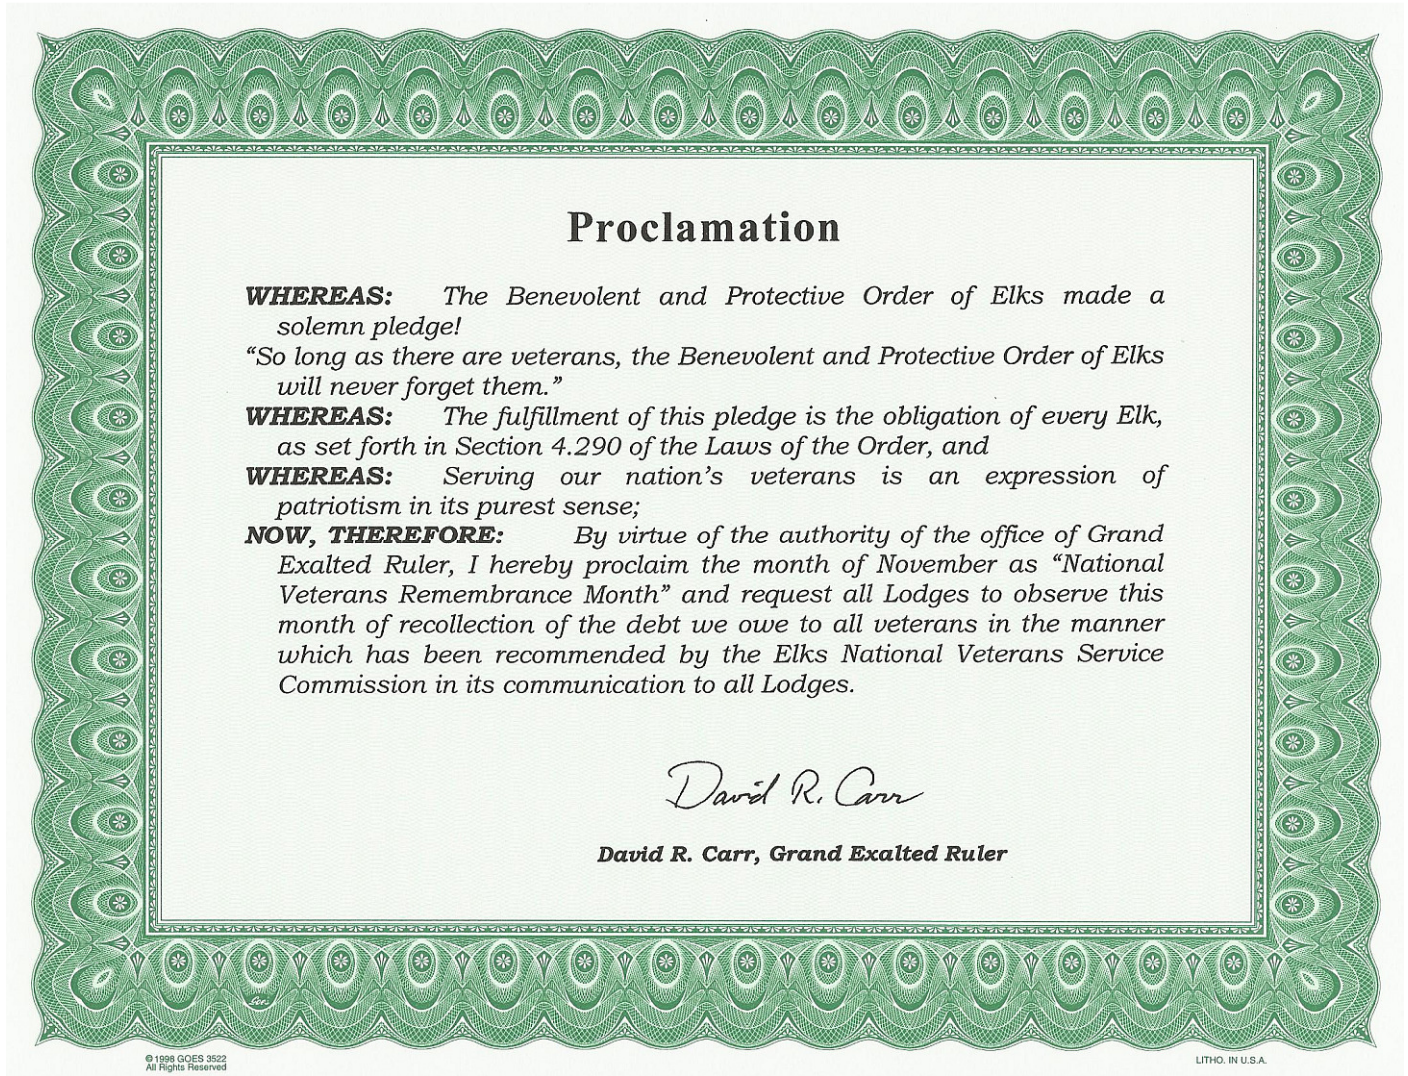 Proclamation
WHEREAS: The Benevolent and Protective Order of Elks made a
solemn pledge!
“So long as there are veterans, the Benevolent and Protective Order of Elks
will never forget them.”
WHEREAS: The fulfillment of this pledge is the obligation of every Elk,
as set forth in Section 4.290 of the Laws of the Order, and
WHEREAS: Serving our nation’s veterans is an expression of
patriotism in its purest sense;
NOW, THEREFORE: By virtue of the authority of the office of Grand
Exalted Ruler, I hereby proclaim the month of November as “National
Veterans Remembrance Month” and request all Lodges to observe this
month of recollection of the debt we owe to all veterans in the manner
which has been recommended by the Elks National Veterans Service
Commission in its communication to all Lodges.
David R. Carr
David R. Carr, Grand Exalted Ruler
Goes
© 1998 GOES 3522
All Rights Reserved
LITHO. IN U.S.A.